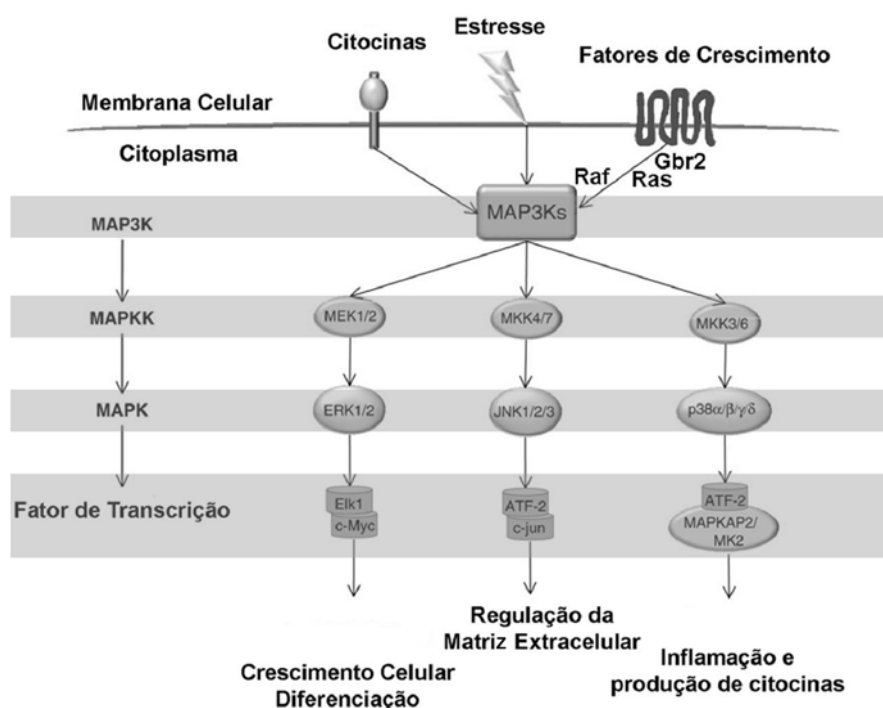 Citocinas
Estresse
Fatores de Crescimento
Membrana Celular
Citoplasma
Gbr2
Raf
Ras
MAP3K
MAP3Ks
MAPKK
MEK1/2
MKK4/7
MKK3/6
MAPK
ERK1/2
JNK1/2/3
p38α/β/γ/δ
Fator de Transcrição
Elk1
c-Myc
ATF-2
c-jun
ATF-2
MAPKAP2/
MK2
Crescimento Celular
Diferenciação
Regulação da
Matriz Extracelular
Inflamação e
produção de citocinas